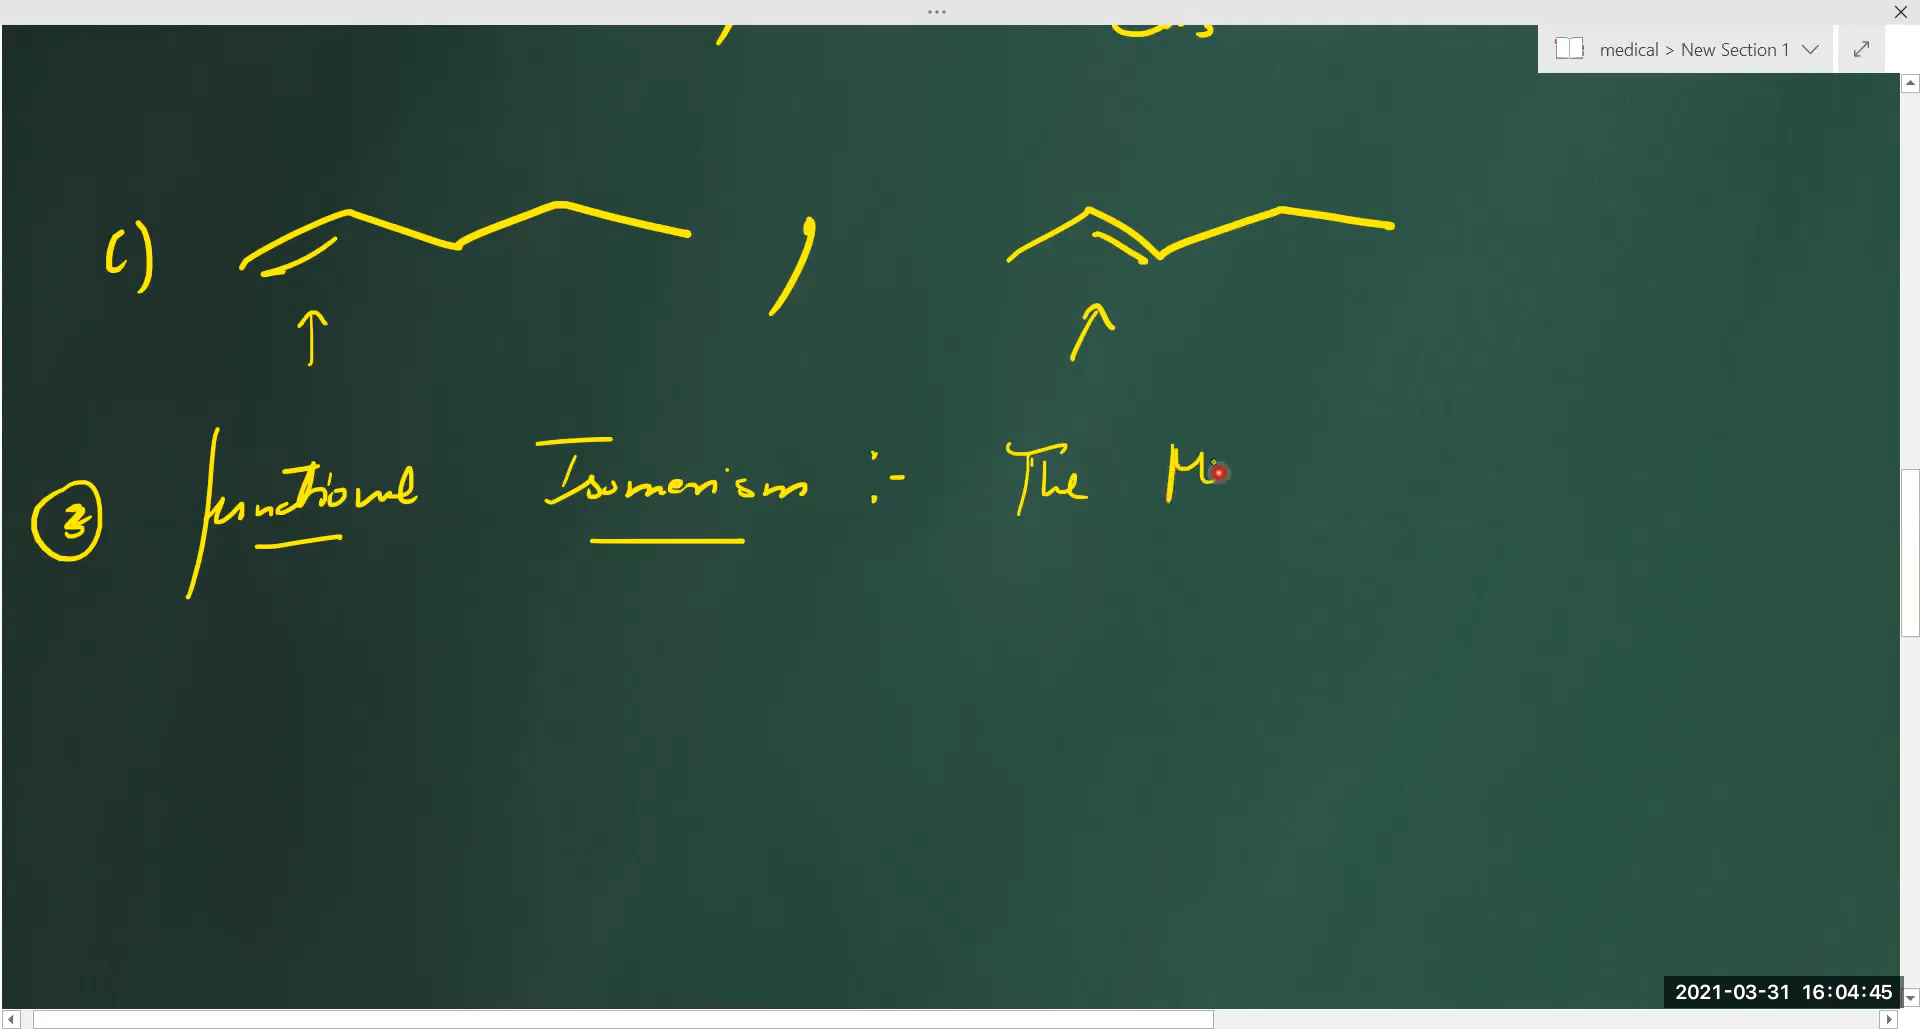 medical > New Section 1
c) ,
3 functional Isomerism :- The M
2021-03-31 16:04:45